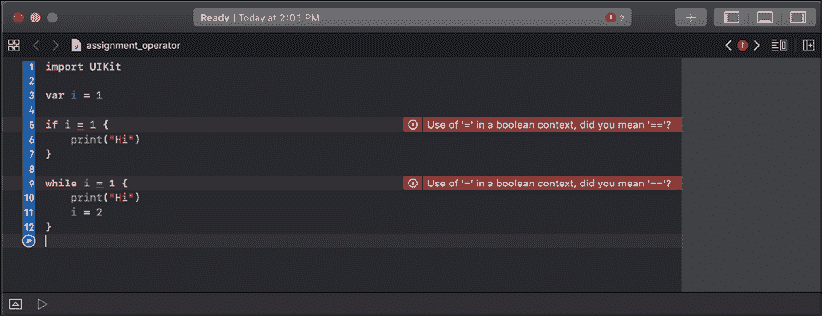 Ready | Today at 2:01 PM
assignment_operator
1 import UIKit
2
3 var i = 1
4
5 if i = 1 { Use of '=' in a boolean context, did you mean '=='?
6 print("Hi")
7 }
8
9 while i = 1 { Use of '=' in a boolean context, did you mean '=='?
10 print("Hi")
11 i = 2
12 }